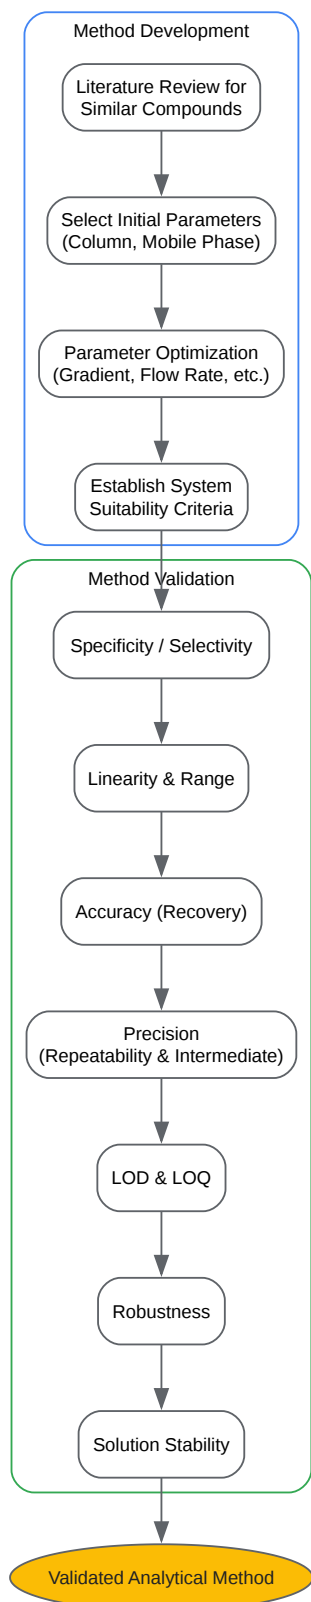 Method Development
Literature Review for
Similar Compounds
Select Initial Parameters
(Column, Mobile Phase)
Parameter Optimization
(Gradient, Flow Rate, etc.)
Establish System
Suitability Criteria
Method Validation
Specificity / Selectivity
Linearity & Range
Accuracy (Recovery)
Precision
(Repeatability & Intermediate)
LOD & LOQ
Robustness
Solution Stability
Validated Analytical Method